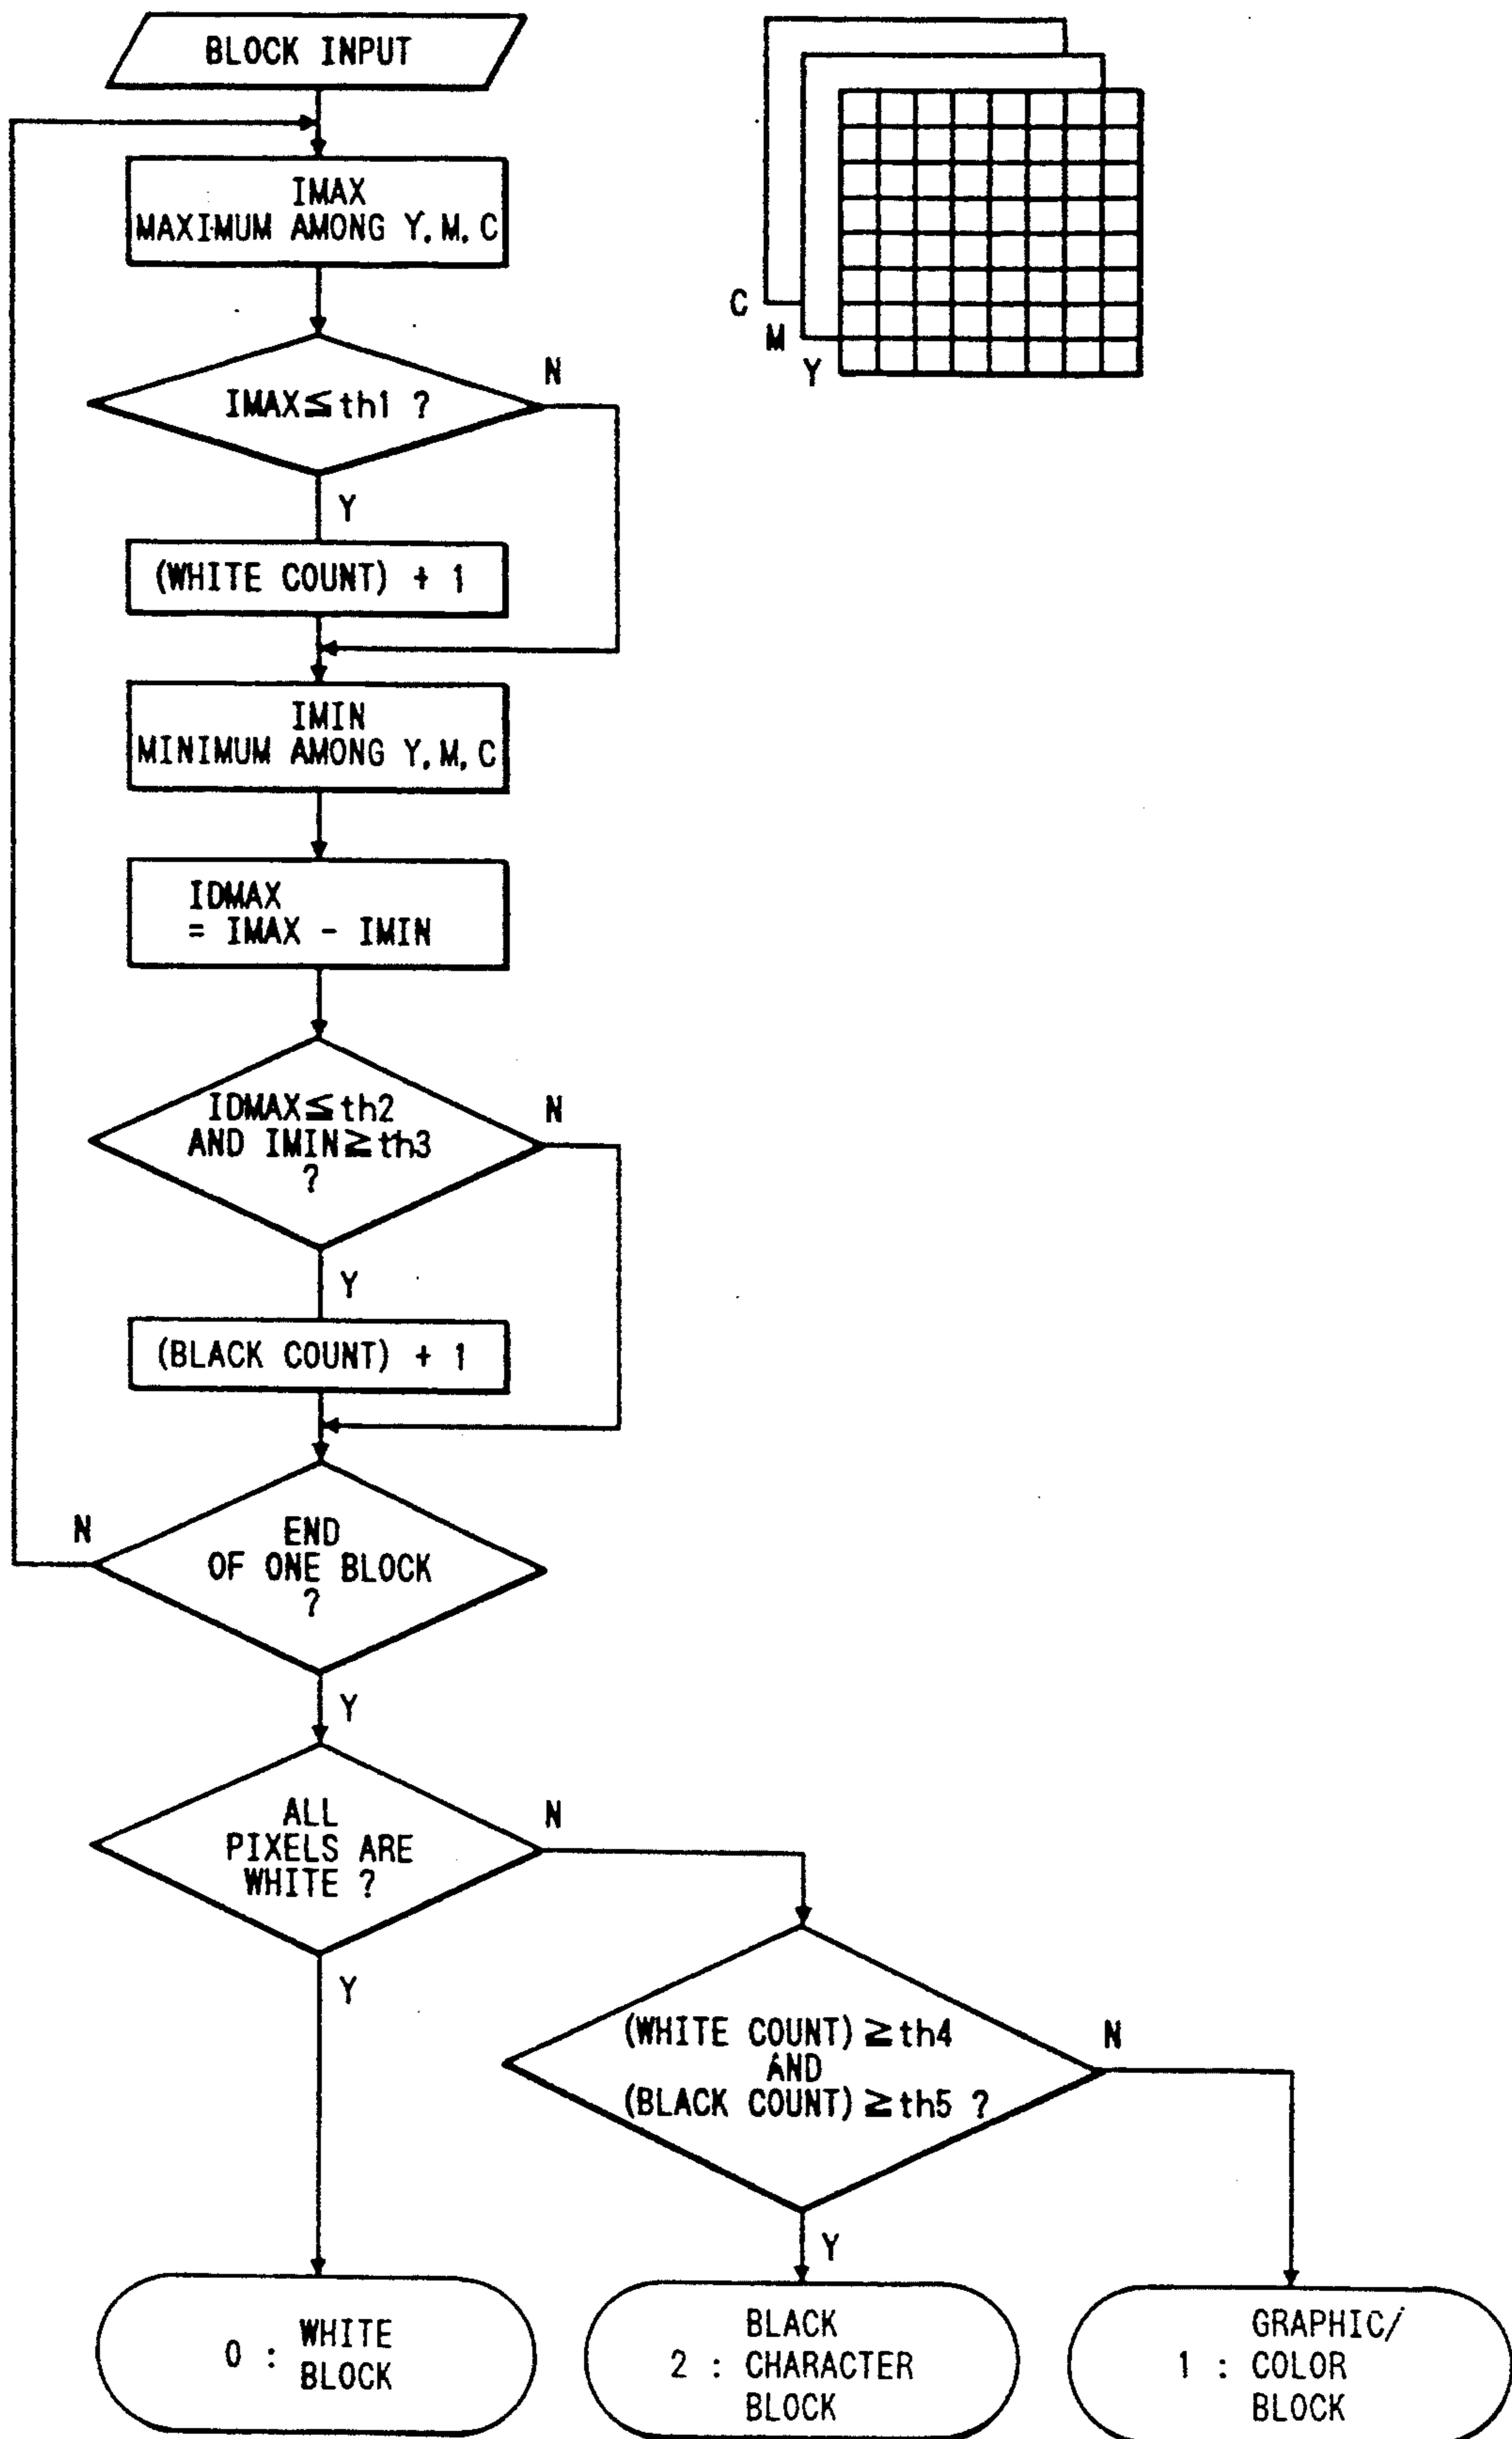 BLOCK INPUT
IMAX
MAXIMUM AMONG Y, M, C
C
M
Y
IMAX≦th1 ?
N
Y
(WHITE COUNT) + 1
IMIN
MINIMUM AMONG Y, M, C
IDMAX
= IMAX - IMIN
IDMAX≦th2
AND IMIN≧th3
?
N
Y
(BLACK COUNT) + 1
END
OF ONE BLOCK
?
N
Y
ALL
PIXELS ARE
WHITE ?
N
Y
(WHITE COUNT)≧th4
AND
(BLACK COUNT)≧th5 ?
N
Y
0 : WHITE
BLOCK
BLACK
2 : CHARACTER
BLOCK
GRAPHIC/
1 : COLOR
BLOCK